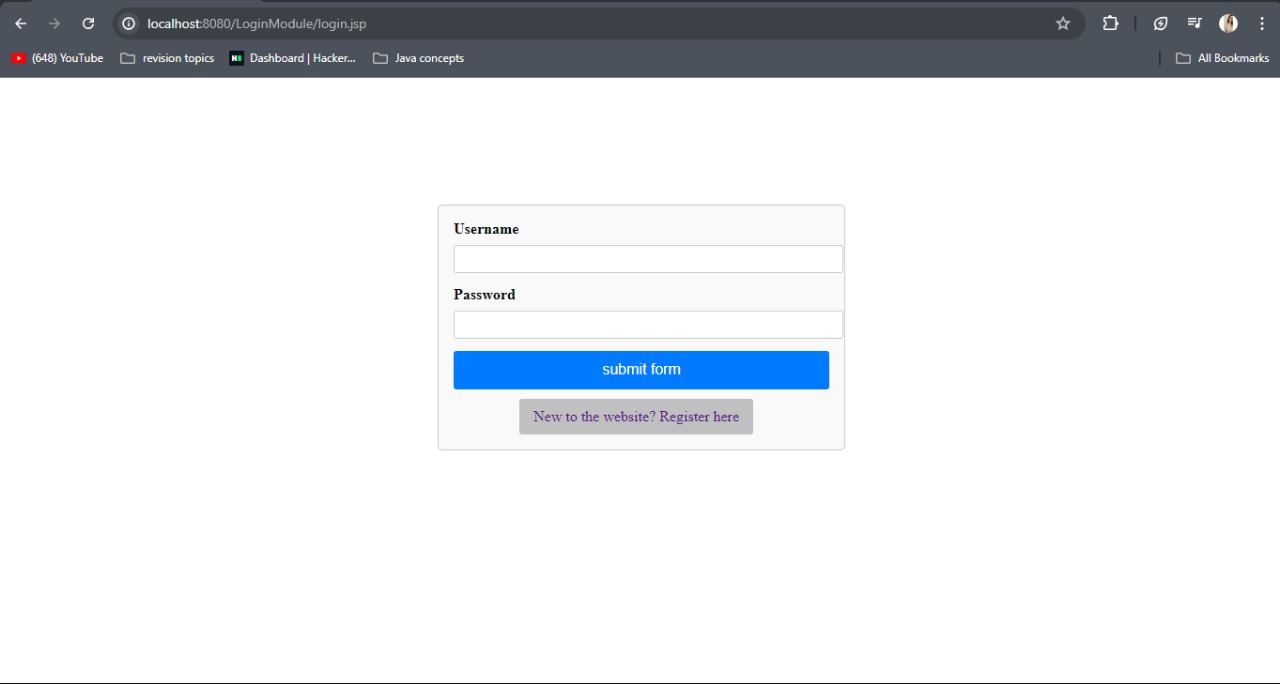 localhost:8080/LoginModule/login.jsp
(648) YouTube revision topics Dashboard | Hacker... Java concepts All Bookmarks
Username
Password
submit form
New to the website? Register here